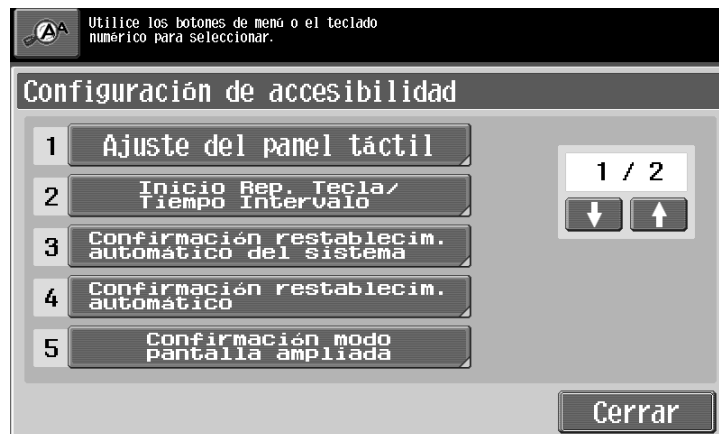 Utilice los botones de menú o el teclado
numérico para seleccionar.
Configuración de accesibilidad
1 Ajuste del panel táctil
1 / 2
2 Inicio Rep. Tecla/
Tiempo Intervalo
3 Confirmación restablecim.
automático del sistema
4 Confirmación restablecim.
automático
5 Confirmación modo
pantalla ampliada
Cerrar